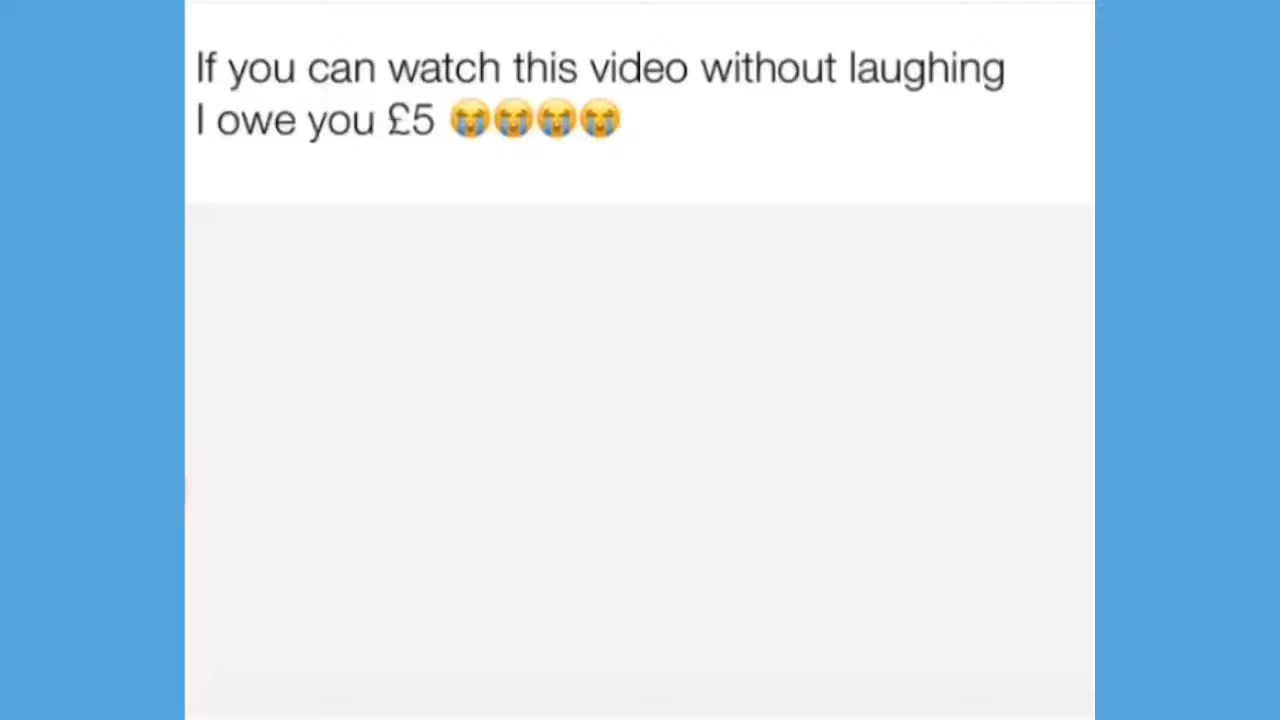 If you can watch this video without laughing
I owe you £5 😭😭😭😭